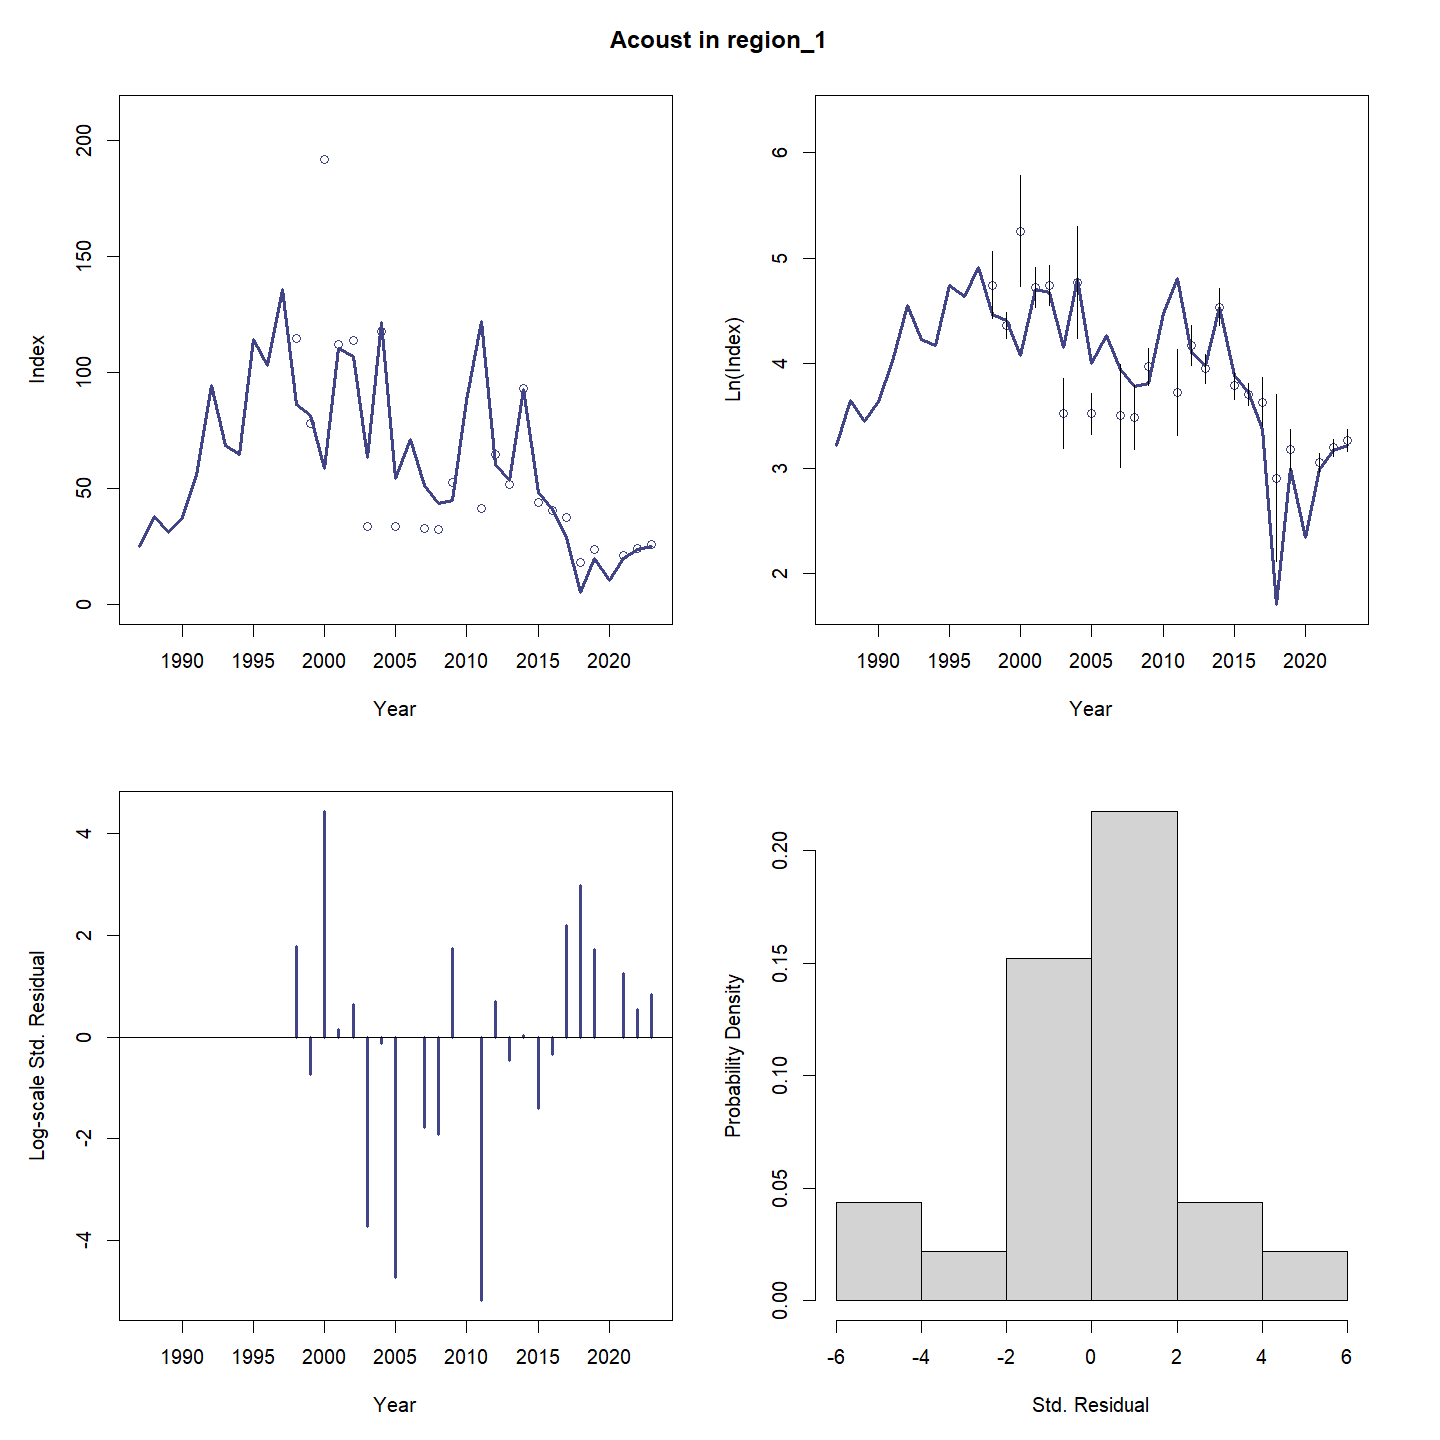 Acoust in region_1
Index
200
150
100
50
0
1990 1995 2000 2005 2010 2015 2020
Year
Ln(Index)
6
5
4
3
2
1990 1995 2000 2005 2010 2015 2020
Year
Log-scale Std. Residual
4
2
0
-2
-4
1990 1995 2000 2005 2010 2015 2020
Year
Probability Density
0.20
0.15
0.10
0.05
0.00
-6 -4 -2 0 2 4 6
Std. Residual